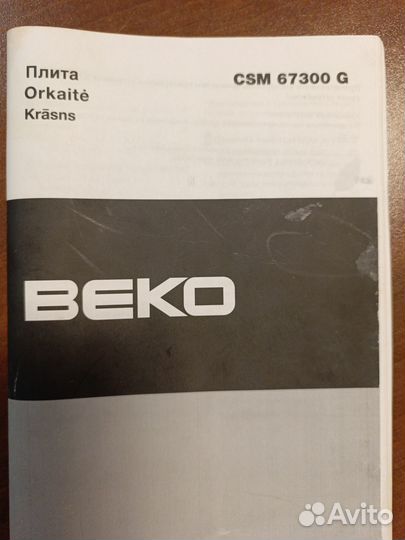 Плита
Orkaitė
Krāsns
CSM 67300 G
BEKO
Avito